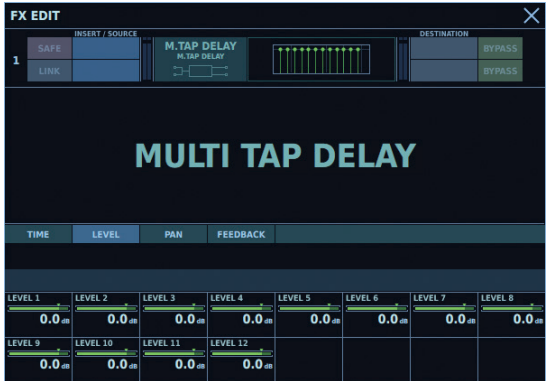 FX EDIT
INSERT / SOURCE
DESTINATION
1
SAFE
LINK
M.TAP DELAY
M.TAP DELAY
BYPASS
BYPASS
MULTI TAP DELAY
TIME LEVEL PAN FEEDBACK
LEVEL 1 LEVEL 2 LEVEL 3 LEVEL 4 LEVEL 5 LEVEL 6 LEVEL 7 LEVEL 8
0.0 dB 0.0 dB 0.0 dB 0.0 dB 0.0 dB 0.0 dB 0.0 dB 0.0 dB
LEVEL 9 LEVEL 10 LEVEL 11 LEVEL 12
0.0 dB 0.0 dB 0.0 dB 0.0 dB